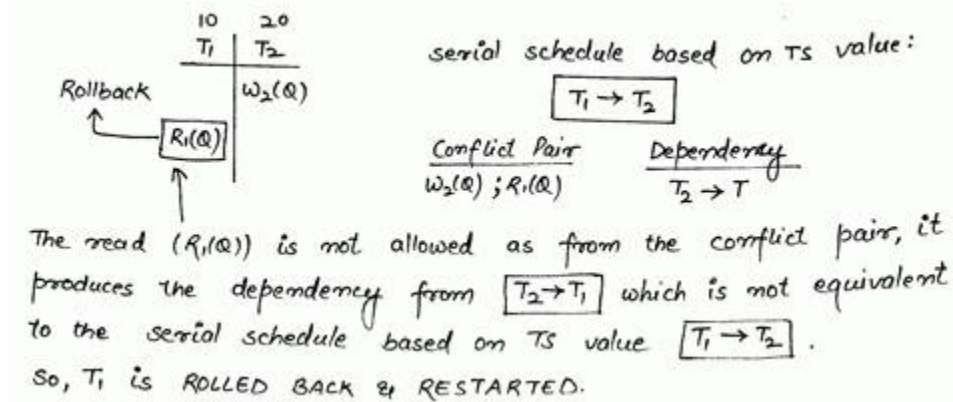 10 20
T₁ T₂
serial schedule based on TS value:
Rollback W₂(Q)
T₁ → T₂
R₁(Q)
Conflict Pair Dependency
W₂(Q) ; R₁(Q) T₂ → T
The read (R₁(Q)) is not allowed as from the conflict pair, it
produces the dependency from T₂→T₁ which is not equivalent
to the serial schedule based on TS value T₁ → T₂ .
So, T₁ is ROLLED BACK & RESTARTED.